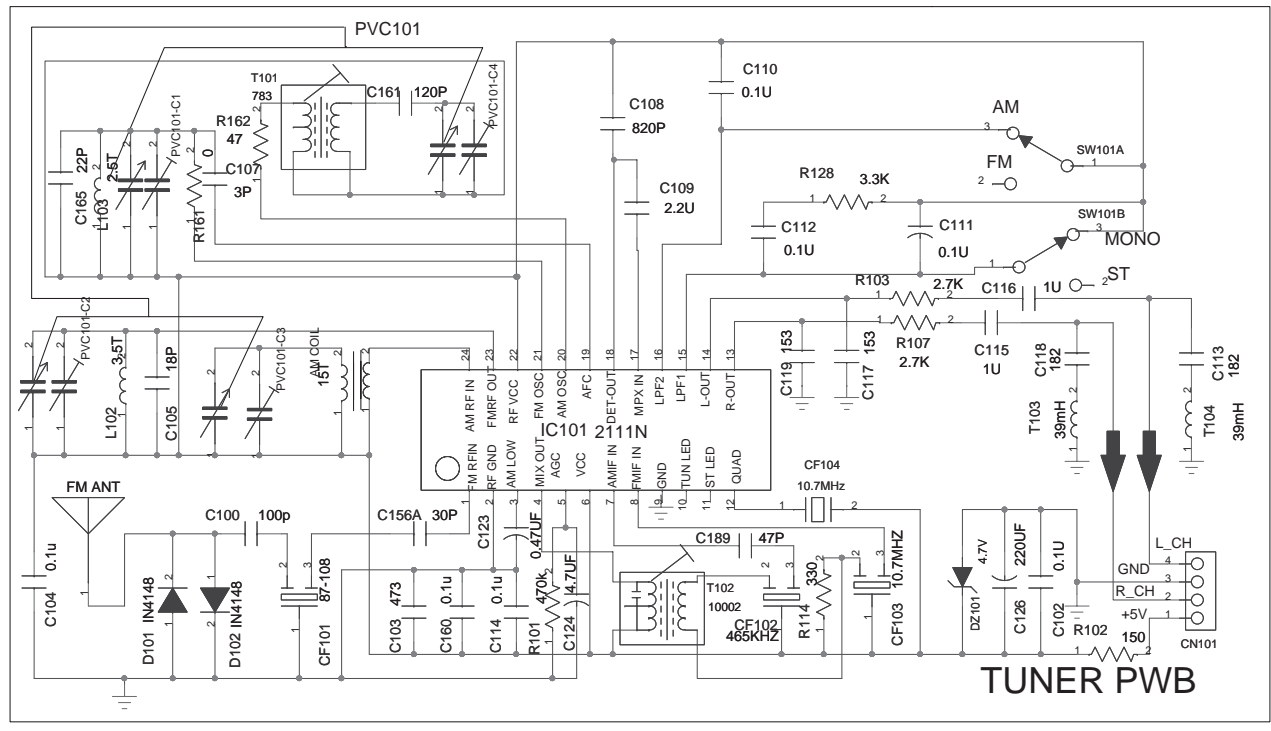 PVC101
T101
783
C161
120P
PVC101-C4
R162
47
C110
0.1U
C108
820P
AM
SW101A
FM
PVC101-C1
22P
C165
2.5T
L103
0
R161
C107
3P
C109
2.2U
R128
3.3K
C112
0.1U
C111
0.1U
SW101B
MONO
ST
R103
2.7K
C116
1U
R107
2.7K
C115
1U
PVC101-C2
3.5T
L102
18P
C105
PVC101-C3
AM COIL
15T
24 23 22 21 20 19 18 17 16 15 14 13
AM RF IN
FMRF OUT
RF VCC
FM OSC
AM OSC
AFC
DET-OUT
MPX IN
LPF2
LPF1
L-OUT
R-OUT
IC101 2111N
FM RFIN
RF GND
AM LOW
MIX OUT
AGC
VCC
AMIF IN
FMIF IN
GND
TUN LED
ST LED
QUAD
1 2 3 4 5 6 7 8 9 10 11 12
C119
153
C117
153
C118
182
C113
182
T103
39mH
T104
39mH
CF104
10.7MHz
FM ANT
C100
100p
C156A
30P
C123
0.47UF
C189
47P
C104
0.1u
D101
IN4148
D102
IN4148
CF101
87-108
C103
473
C160
0.1u
C114
0.1u
R101
470k
C124
4.7UF
T102
10002
CF102
465KHZ
R114
330
CF103
10.7MHZ
DZ101
4.7V
C126
220UF
C102
0.1U
L_CH
GND
R_CH
+5V
4
3
2
1
CN101
R102
150
TUNER PWB